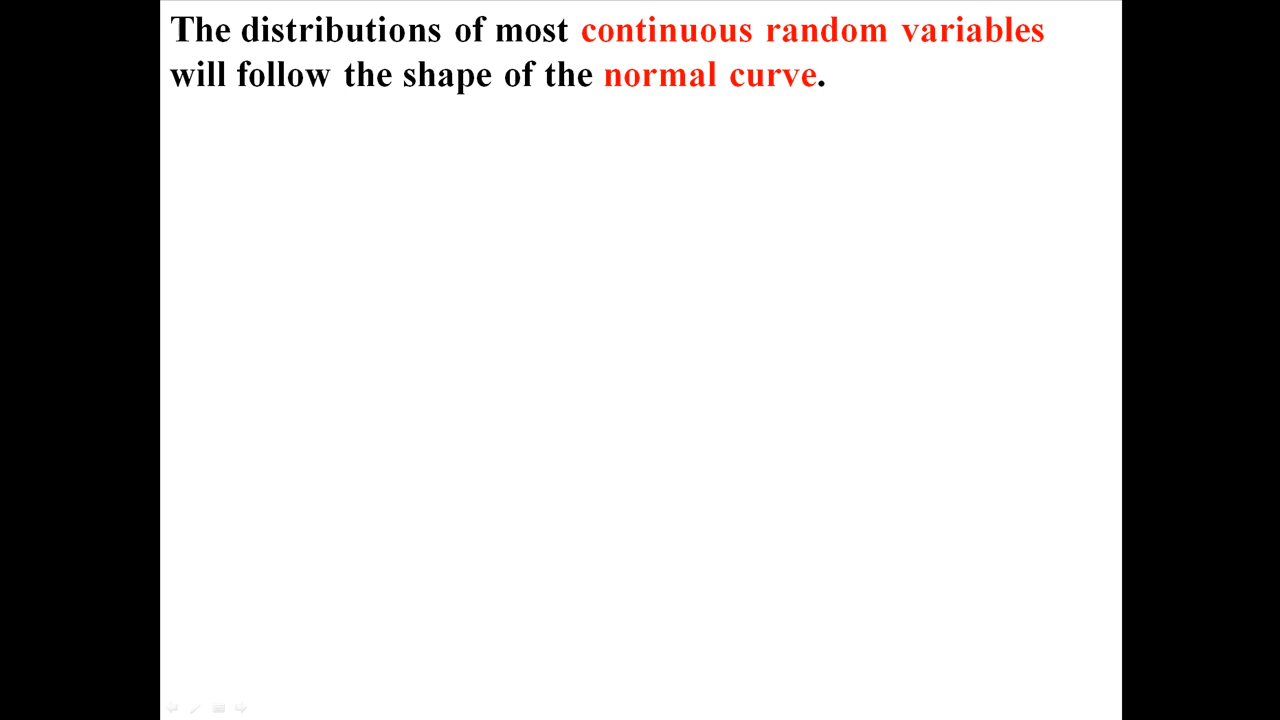 The distributions of most continuous random variables
will follow the shape of the normal curve.